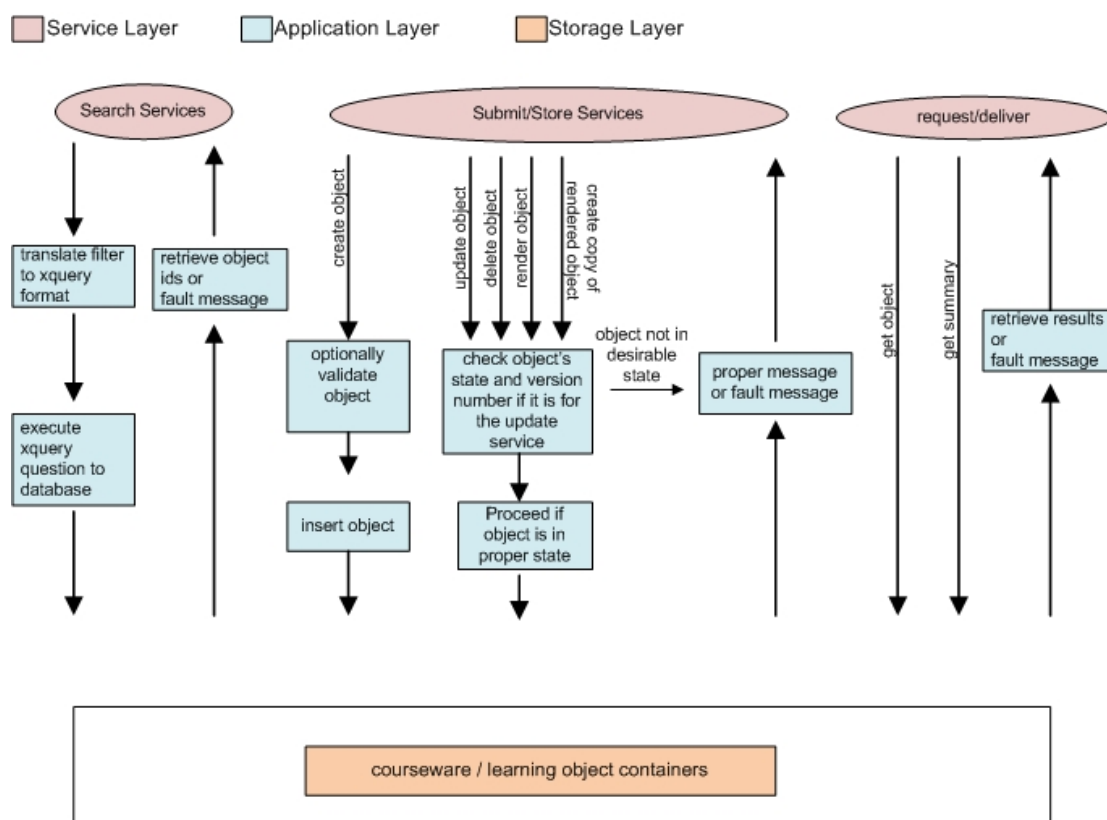 Service Layer
Application Layer
Storage Layer
Search Services
Submit/Store Services
request/deliver
create object
update object
delete object
render object
create copy of
rendered object
get object
get summary
translate filter
to xquery
format
retrieve object
ids or
fault message
optionally
validate
object
check object's
state and version
number if it is for
the update
service
object not in
desirable
state
proper message
or fault message
retrieve results
or
fault message
execute
xquery
question to
database
insert object
Proceed if
object is in
proper state
courseware / learning object containers